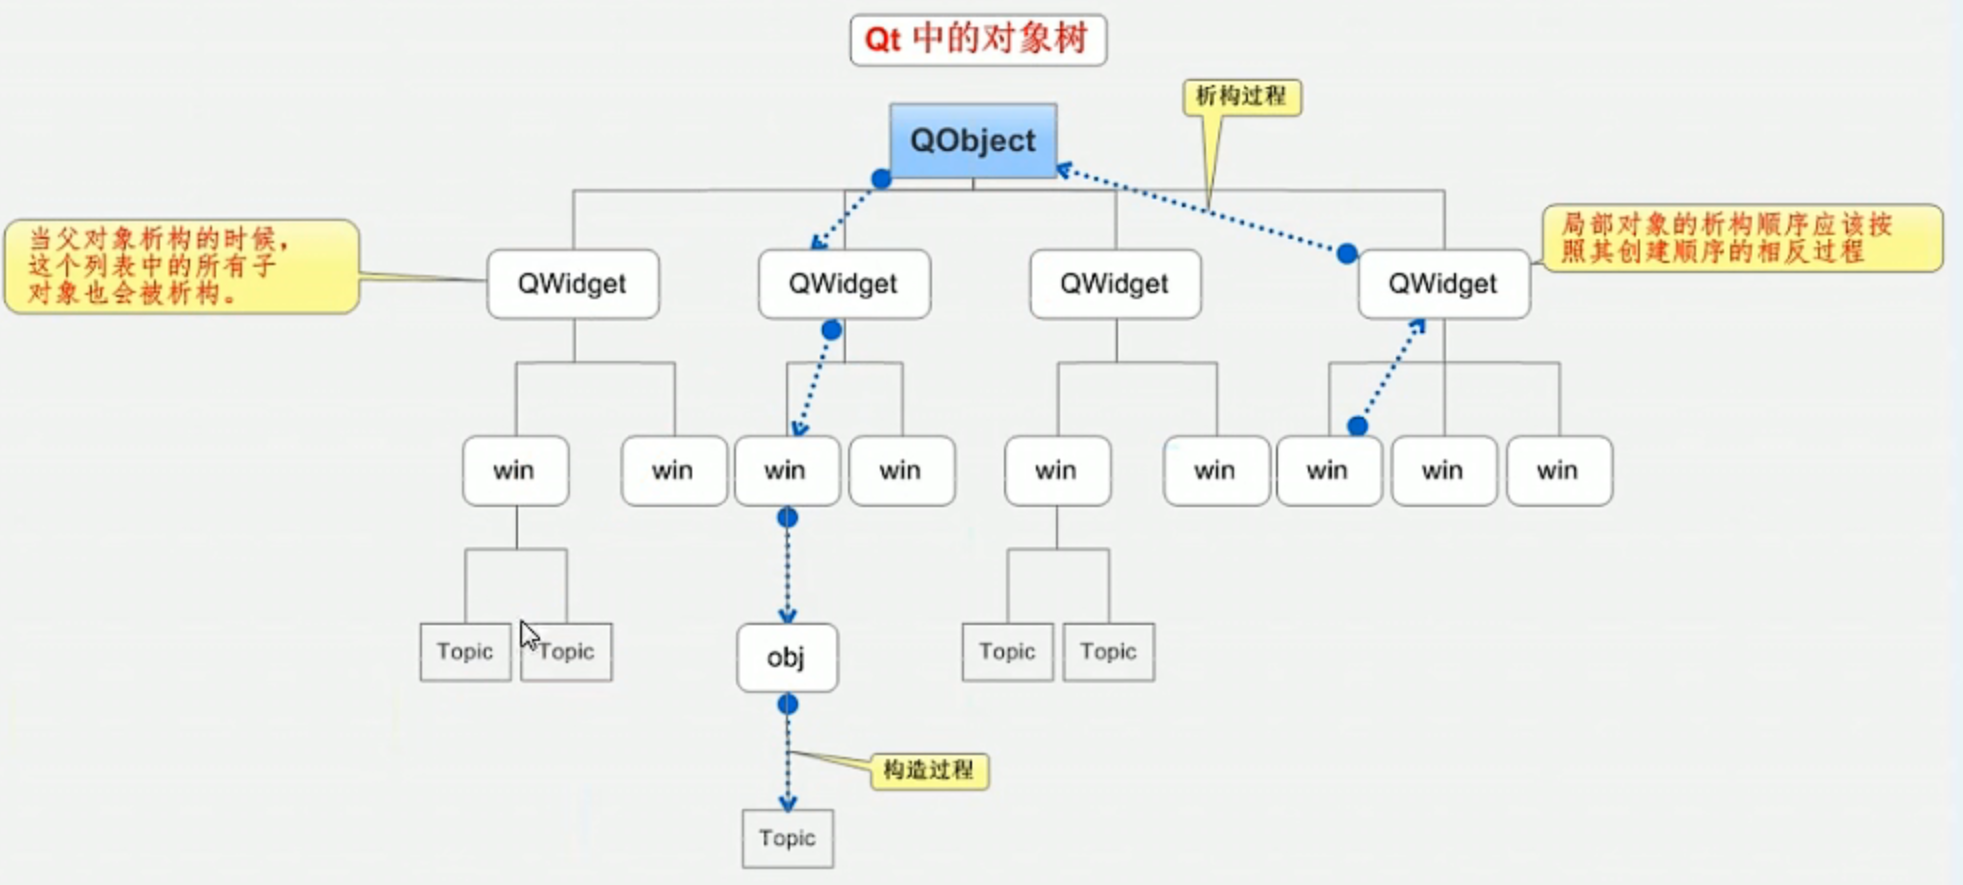 Qt 中的对象树
析构过程
QObject
当父对象析构的时候，
这个列表中的所有子
对象也会被析构。
局部对象的析构顺序应该按
照其创建顺序的相反过程
QWidget
QWidget
QWidget
QWidget
win
win
win
win
win
win
win
win
win
Topic
Topic
obj
Topic
Topic
构造过程
Topic